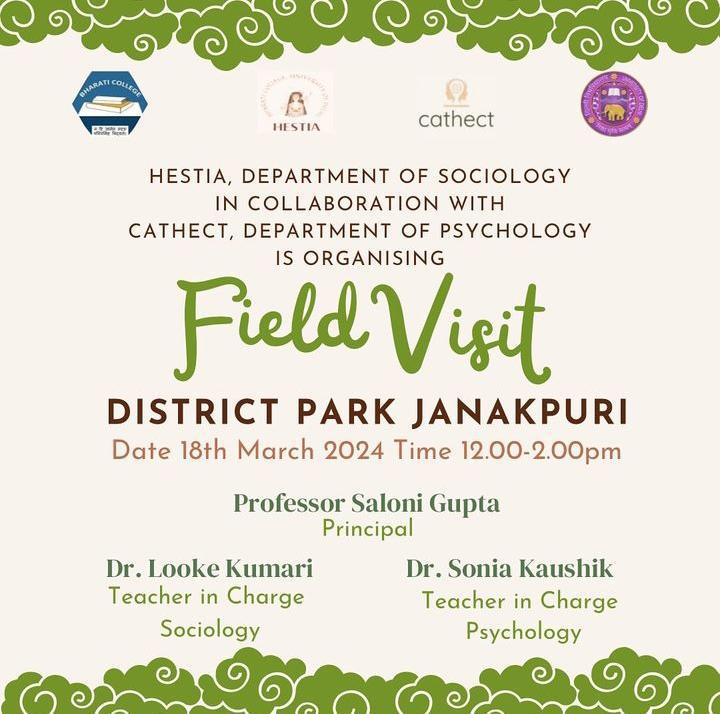 BHARATI COLLEGE
HESTIA
cathect
HESTIA, DEPARTMENT OF SOCIOLOGY
IN COLLABORATION WITH
CATHECT, DEPARTMENT OF PSYCHOLOGY
IS ORGANISING
Field Visit
DISTRICT PARK JANAKPURI
Date 18th March 2024 Time 12.00-2.00pm
Professor Saloni Gupta
Principal
Dr. Looke Kumari
Dr. Sonia Kaushik
Teacher in Charge
Teacher in Charge
Sociology
Psychology